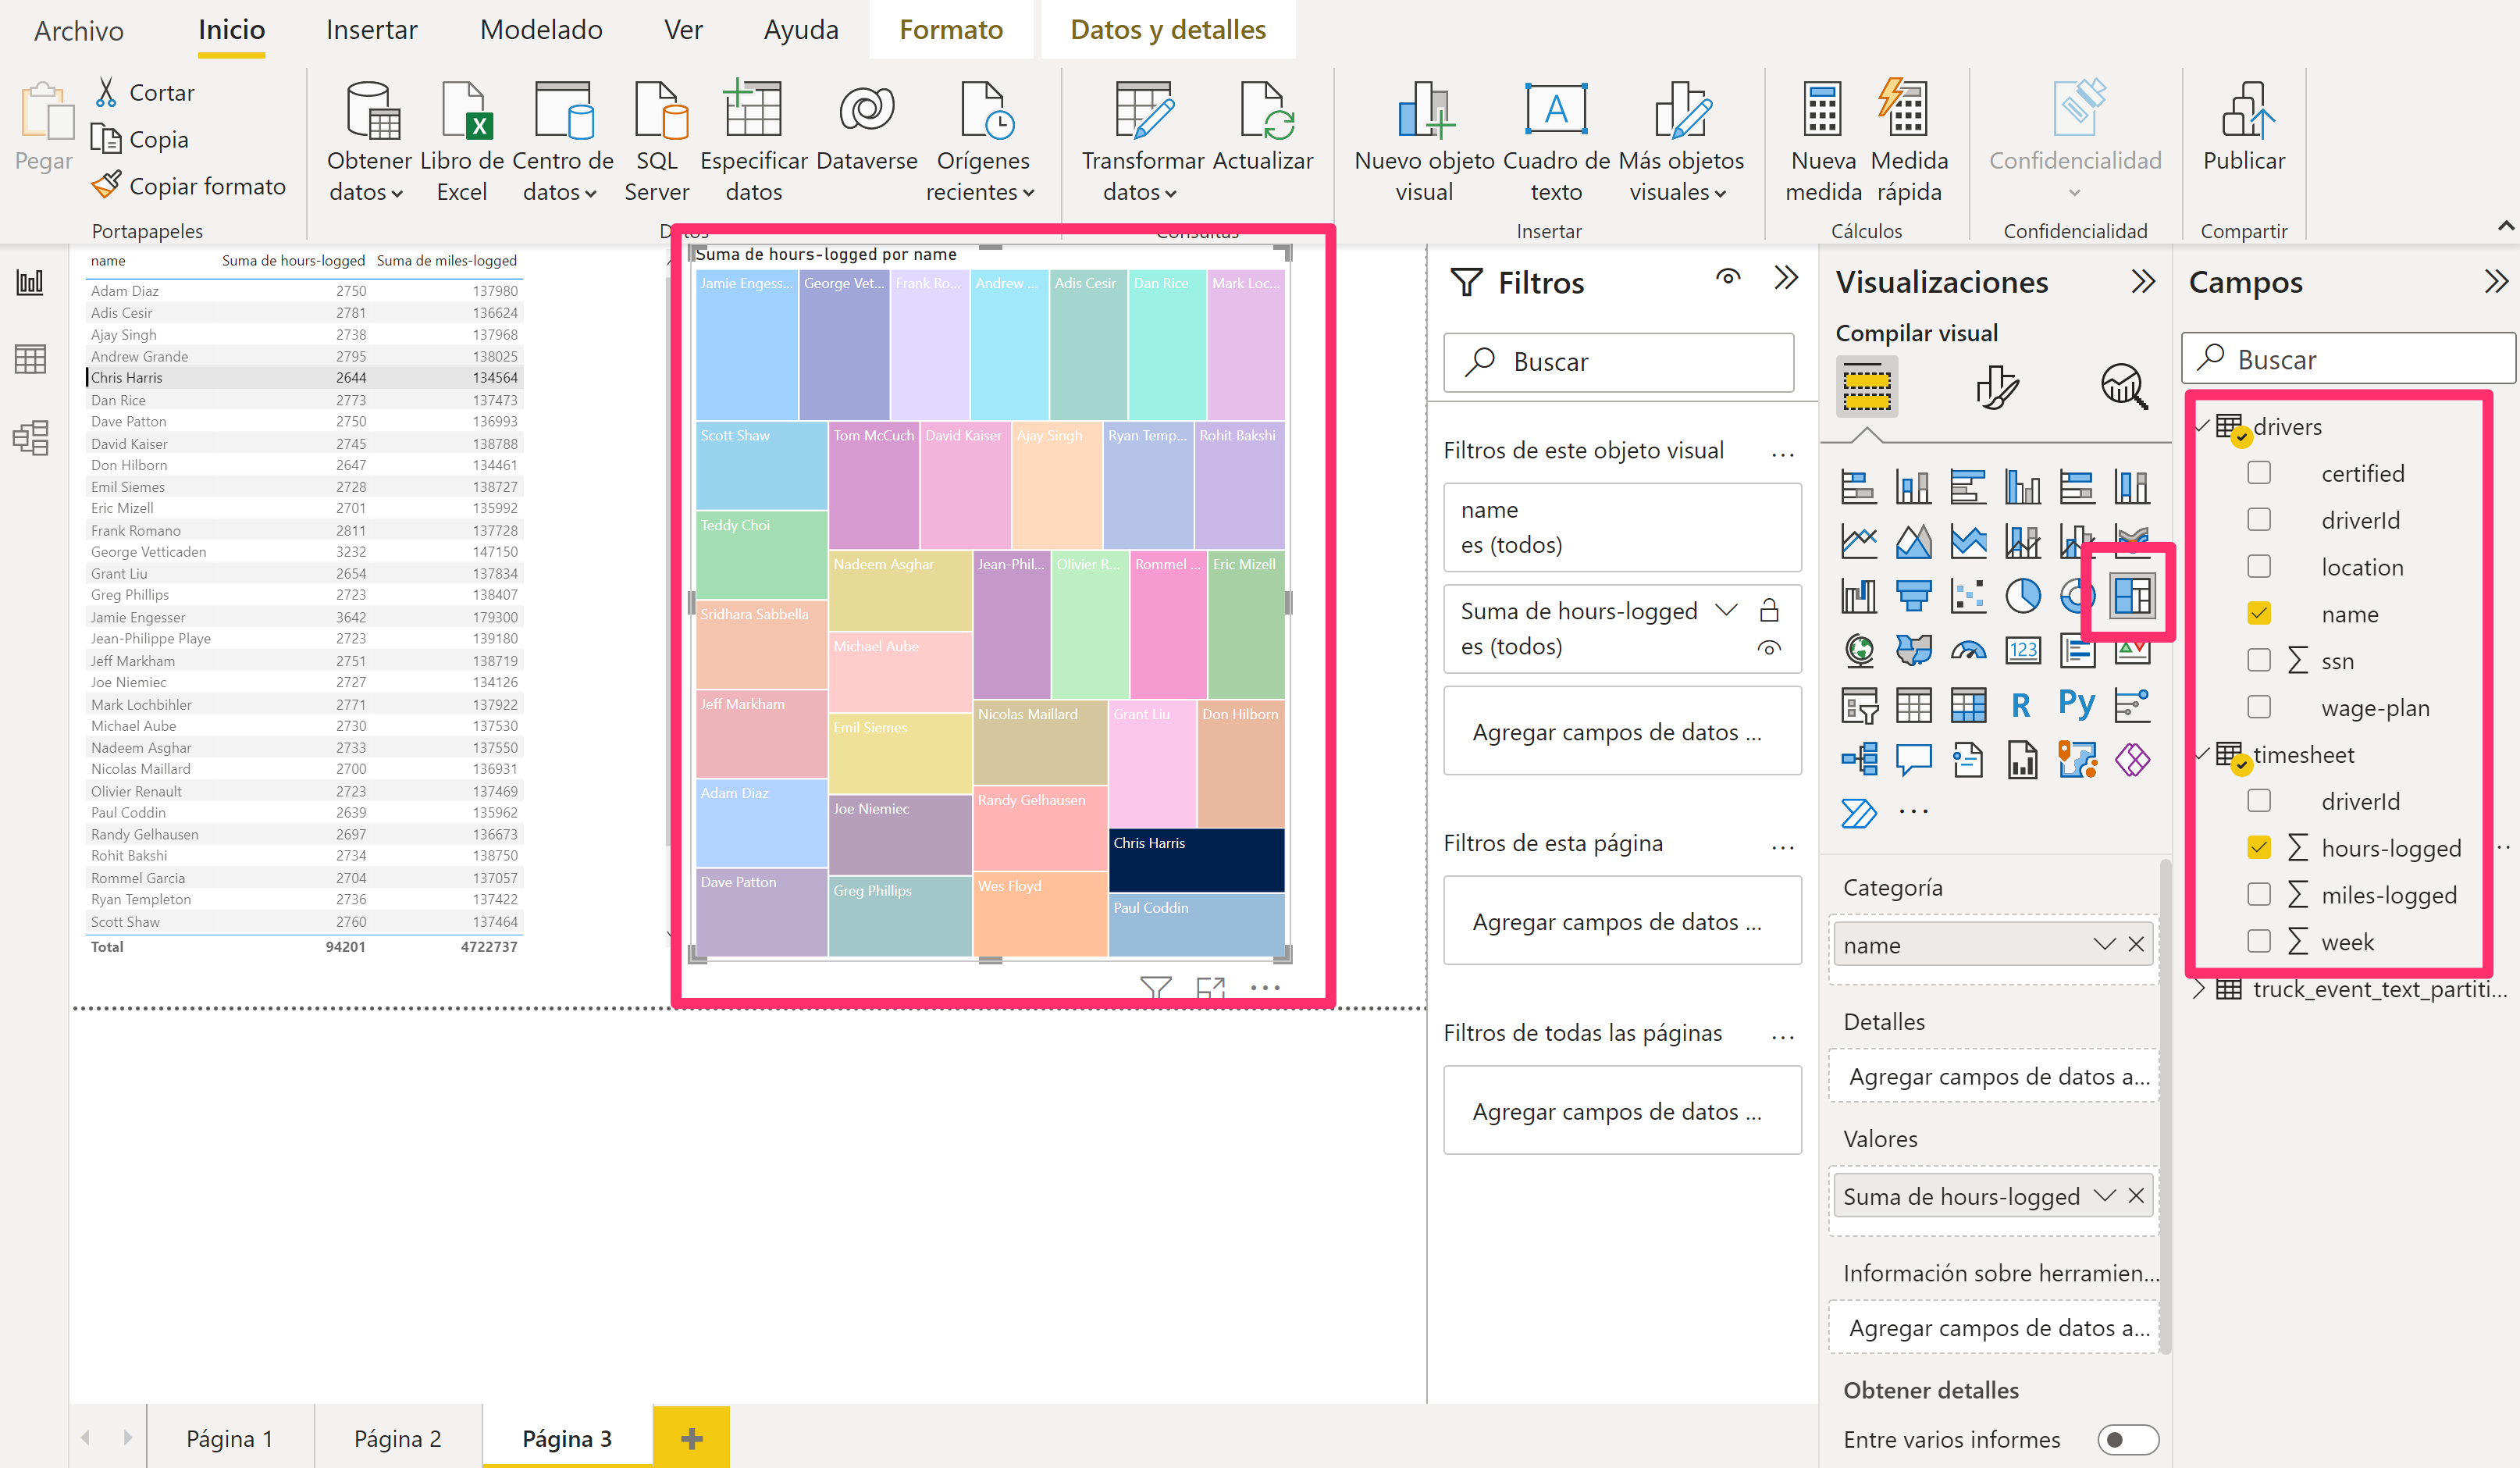 Archivo
Inicio
Insertar
Modelado
Ver
Ayuda
Formato
Datos y detalles
Pegar
Cortar
Copia
Copiar formato
Portapapeles
Obtener
datos
Libro de
Excel
Centro de
datos
SQL
Server
Especificar
datos
Dataverse
Orígenes
recientes
Datos
Transformar
datos
Actualizar
Consultas
Nuevo objeto
visual
Cuadro de
texto
Más objetos
visuales
Insertar
Nueva
medida
Medida
rápida
Cálculos
Confidencialidad
Confidencialidad
Publicar
Compartir
name Suma de hours-logged Suma de miles-logged
Adam Diaz 2750 137980
Adis Cesir 2781 136624
Ajay Singh 2738 137968
Andrew Grande 2795 138025
Chris Harris 2644 134564
Dan Rice 2773 137473
Dave Patton 2750 136993
David Kaiser 2745 138788
Don Hilborn 2647 134461
Emil Siemes 2728 138727
Eric Mizell 2701 135992
Frank Romano 2811 137728
George Vetticaden 3232 147150
Grant Liu 2654 137834
Greg Phillips 2723 138407
Jamie Engesser 3642 179300
Jean-Philippe Playe 2723 139180
Jeff Markham 2751 138719
Joe Niemiec 2727 134126
Mark Lochbihler 2771 137922
Michael Aube 2730 137530
Nadeem Asghar 2733 137550
Nicolas Maillard 2700 136931
Olivier Renault 2723 137469
Paul Coddin 2639 135962
Randy Gelhausen 2697 136673
Rohit Bakshi 2734 138750
Rommel Garcia 2704 137057
Ryan Templeton 2736 137422
Scott Shaw 2760 137464
Total 94201 4722737
Suma de hours-logged por name
Jamie Engess... George Vet... Frank Ro... Andrew ... Adis Cesir Dan Rice Mark Loc...
Scott Shaw Tom McCuch David Kaiser Ajay Singh Ryan Temp... Rohit Bakshi
Teddy Choi
Nadeem Asghar Jean-Phil... Olivier R... Rommel ... Eric Mizell
Sridhara Sabbella
Michael Aube
Jeff Markham
Nicolas Maillard Grant Liu Don Hilborn
Emil Siemes
Adam Diaz
Randy Gelhausen
Joe Niemiec
Chris Harris
Dave Patton
Wes Floyd
Greg Phillips
Paul Coddin
Filtros
Buscar
Filtros de este objeto visual ...
name
es (todos)
Suma de hours-logged
es (todos)
Agregar campos de datos ...
Filtros de esta página ...
Agregar campos de datos ...
Filtros de todas las páginas ...
Agregar campos de datos ...
Visualizaciones
Compilar visual
123
R
Py
...
Categoría
name
Detalles
Agregar campos de datos a...
Valores
Suma de hours-logged
Información sobre herramien...
Agregar campos de datos a...
Obtener detalles
Entre varios informes
Campos
Buscar
drivers
certified
driverId
location
name
∑ ssn
wage-plan
timesheet
driverId
∑ hours-logged
∑ miles-logged
∑ week
truck_event_text_partiti...
Página 1
Página 2
Página 3
+